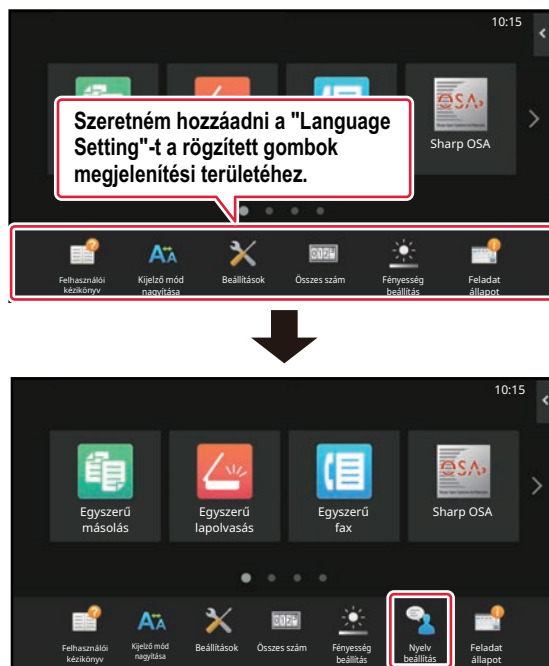 10:15
Szeretném hozzáadni a "Language
Setting"-t a rögzített gombok
megjelenítési területéhez.
OSA
Sharp OSA
Felhasználói
kézikönyv
Kijelző mód
nagyítása
Beállítások
Összes szám
Fényesség
beállítás
Feladat
állapot
10:15
Egyszerű
másolás
Egyszerű
lapolvasás
Egyszerű
fax
OSA
Sharp OSA
Felhasználói
kézikönyv
Kijelző mód
nagyítása
Beállítások
Összes szám
Fényesség
beállítás
Nyelv
beállítás
Feladat
állapot